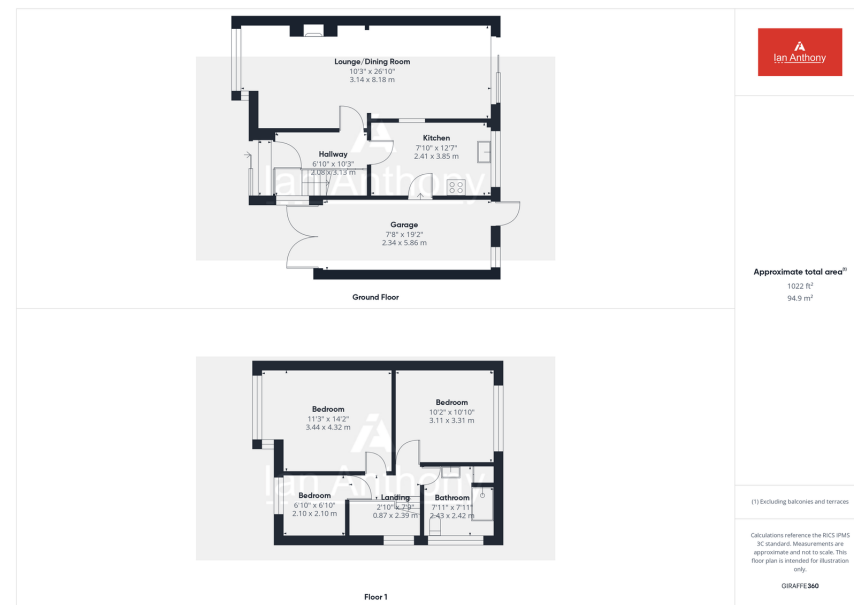 Lounge/Dining Room
10'3" x 26'10"
3.14 x 8.18 m
Kitchen
7'10" x 12'7"
2.41 x 3.85 m
Hallway
6'10" x 10'3"
2.08 x 3.13 m
Ian Anthony
Garage
7'8" x 19'2"
2.34 x 5.86 m
Ground Floor
Bedroom
11'3" x 14'2"
3.44 x 4.32 m
Bedroom
10'2" x 10'10"
3.11 x 3.31 m
Ian Anthony
Bedroom
6'10" x 6'10"
2.10 x 2.10 m
Landing
2'10" x 7'9"
0.87 x 2.39 m
Bathroom
7'11" x 7'11"
2.43 x 2.42 m
Floor 1
Ian Anthony
Approximate total area(1)
1022 ft²
94.9 m²
(1) Excluding balconies and terraces
Calculations reference the RICS IPMS
3C standard. Measurements are
approximate and not to scale. This
floor plan is intended for illustration
only.
GIRAFFE360